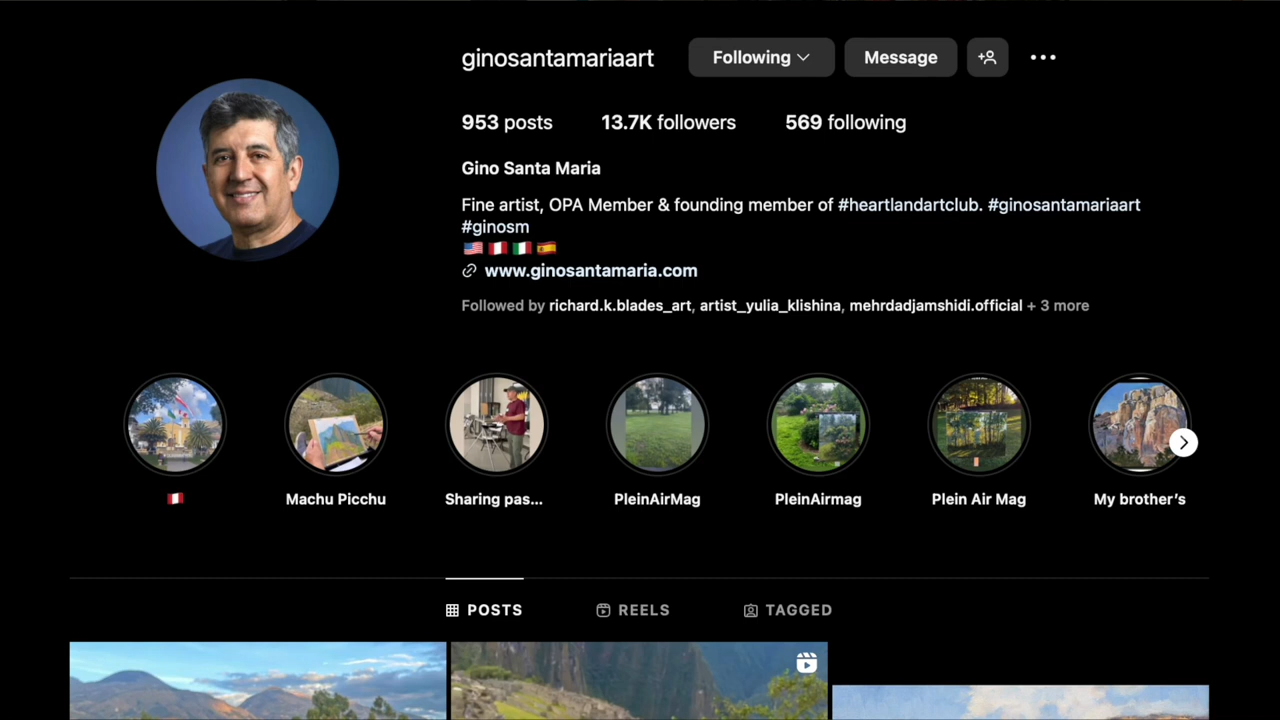 ginosantamariaart Following Message
953 posts 13.7K followers 569 following
Gino Santa Maria
Fine artist, OPA Member & founding member of #heartlandartclub. #ginosantamariaart
#ginosm
🇺🇸 🇵🇪 🇮🇹 🇪🇸
www.ginosantamaria.com
Followed by richard.k.blades_art, artist_yulia_klishina, mehrdadjamshidi.official + 3 more
🇵🇪 Machu Picchu Sharing pas... PleinAirMag PleinAirmag Plein Air Mag My brother’s
POSTS REELS TAGGED